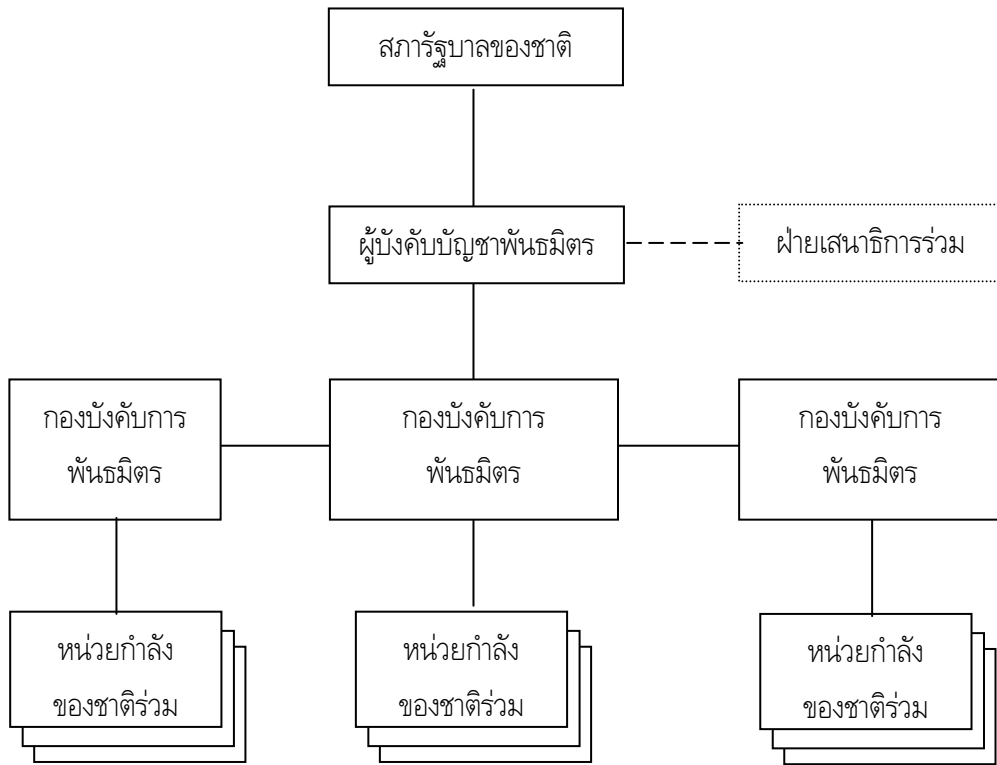 สภารัฐบาลของชาติ
ผู้บังคับบัญชาพันธมิตร
ฝ่ายเสนาธิการร่วม
กองบังคับการ
พันธมิตร
กองบังคับการ
พันธมิตร
กองบังคับการ
พันธมิตร
หน่วยกำลัง
ของชาติร่วม
หน่วยกำลัง
ของชาติร่วม
หน่วยกำลัง
ของชาติร่วม